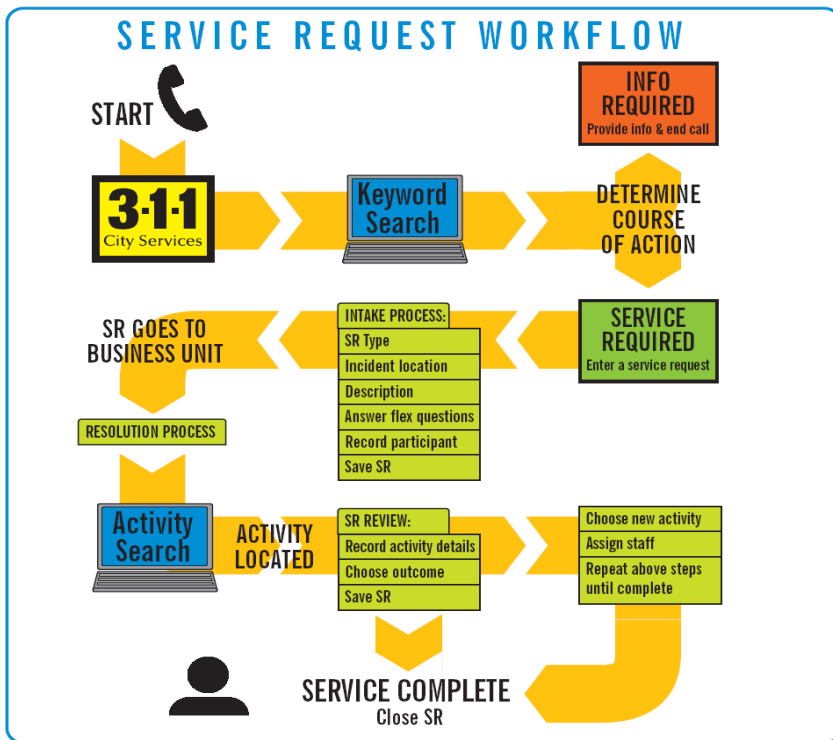 SERVICE REQUEST WORKFLOW
START
3-1-1
City Services
Keyword
Search
DETERMINE
COURSE
OF ACTION
INFO
REQUIRED
Provide info & end call
SERVICE
REQUIRED
Enter a service request
INTAKE PROCESS:
SR Type
Incident location
Description
Answer flex questions
Record participant
Save SR
SR GOES TO
BUSINESS UNIT
RESOLUTION PROCESS
Activity
Search
ACTIVITY
LOCATED
SR REVIEW:
Record activity details
Choose outcome
Save SR
Choose new activity
Assign staff
Repeat above steps
until complete
SERVICE COMPLETE
Close SR